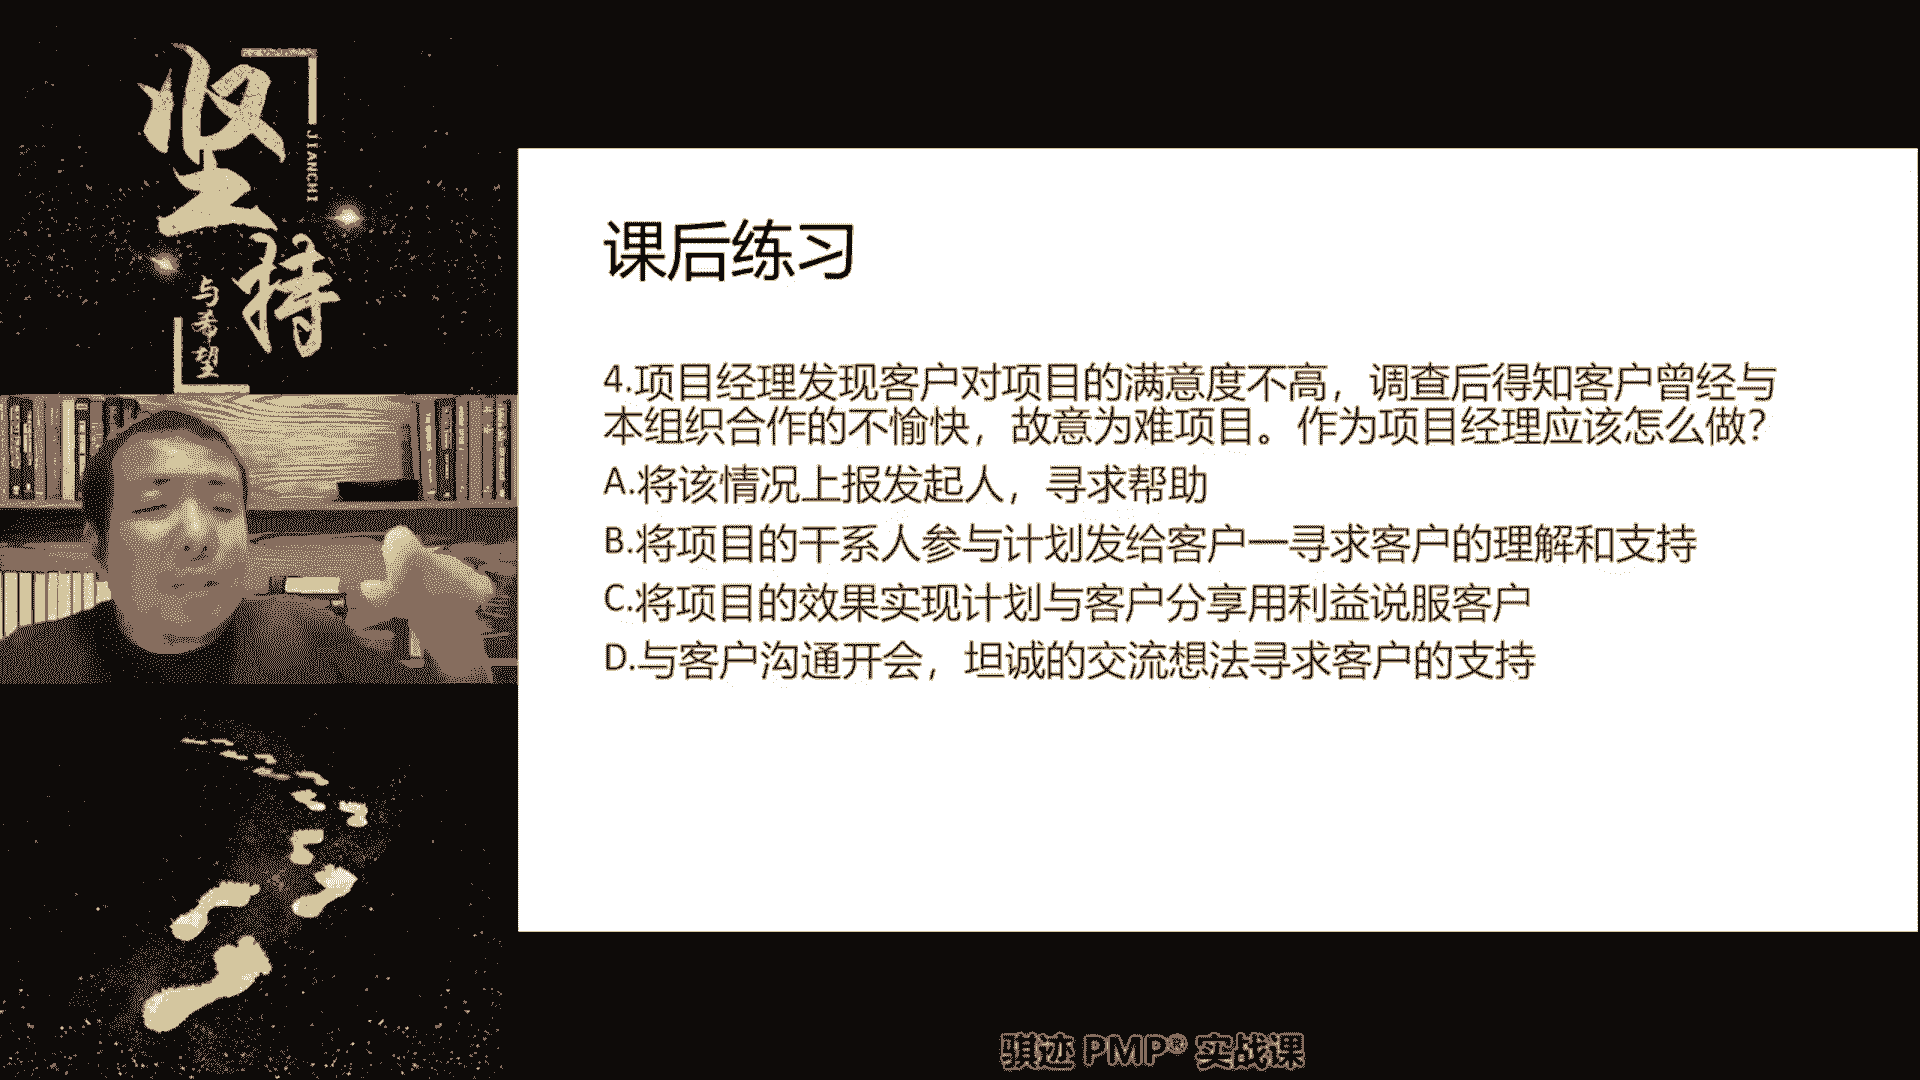 坚持
JIANCHI
与希望
课后练习
4.项目经理发现客户对项目的满意度不高，调查后得知客户曾经与
本组织合作的不愉快，故意为难项目。作为项目经理应该怎么做？
A.将该情况上报发起人，寻求帮助
B.将项目的干系人参与计划发给客户一寻求客户的理解和支持
C.将项目的效果实现计划与客户分享用利益说服客户
D.与客户沟通开会，坦诚的交流想法寻求客户的支持
骐迹 PMP® 实战课